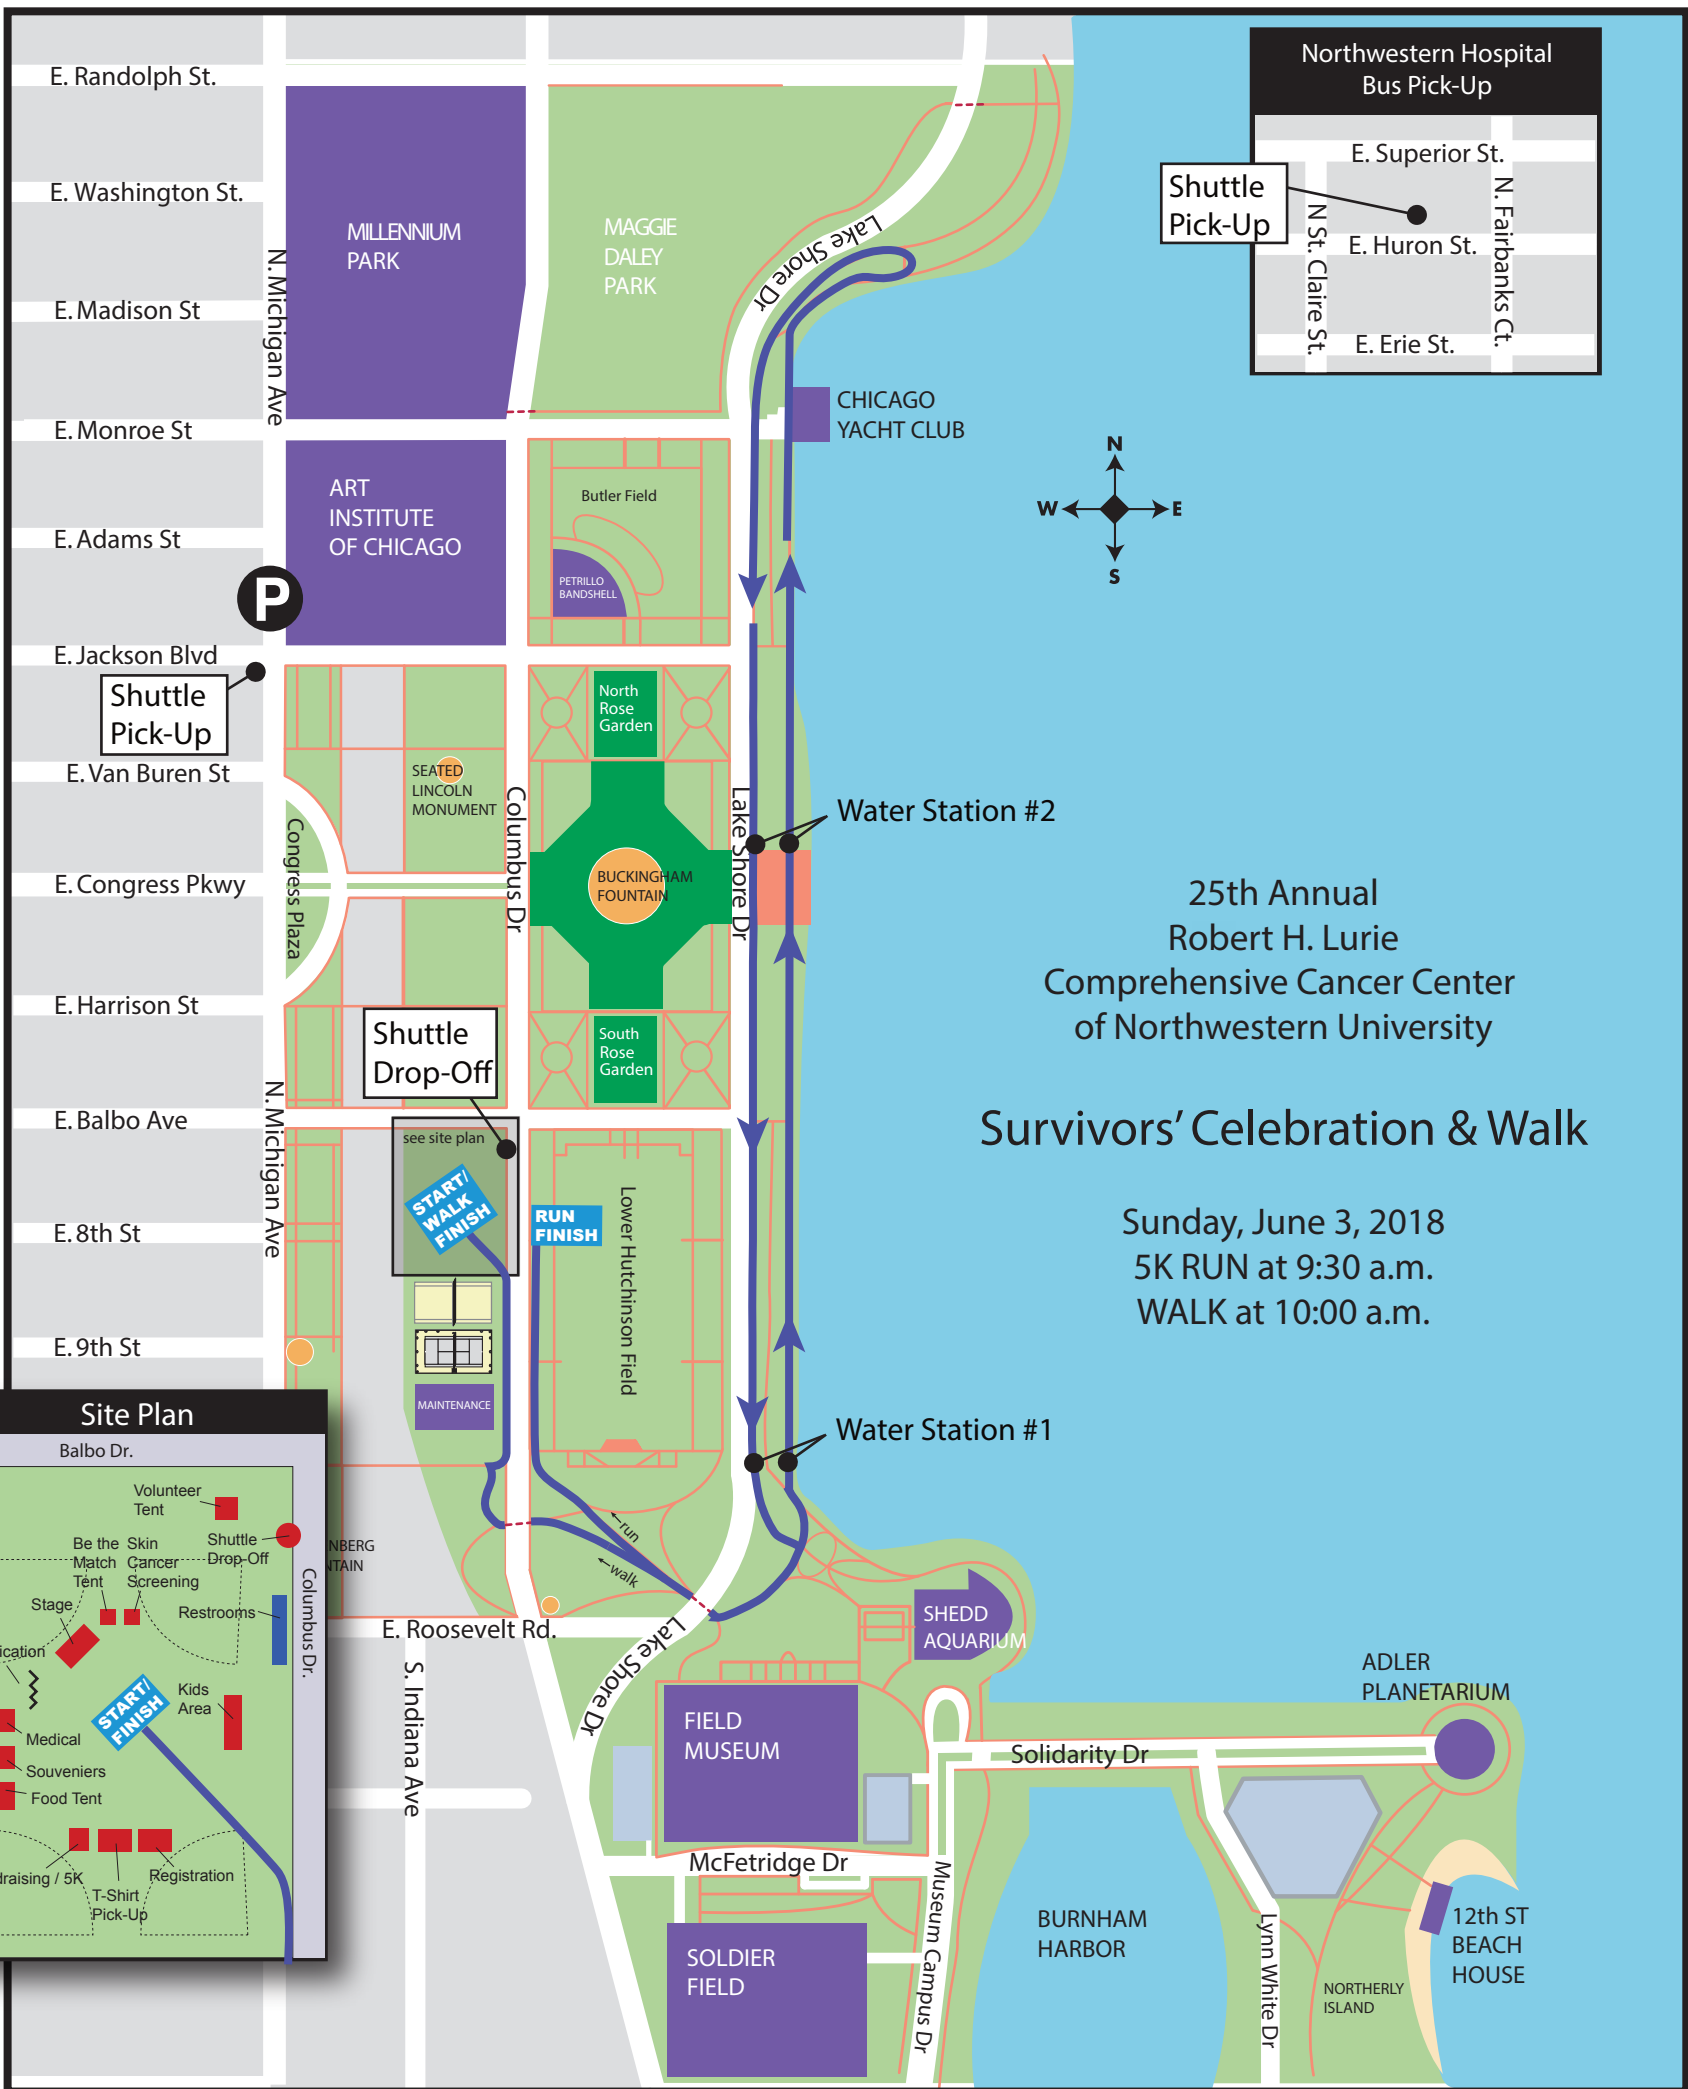 Northwestern Hospital
Bus Pick-Up
E. Superior St.
Shuttle
Pick-Up
N. Fairbanks Ct.
N St. Claire St.
E. Huron St.
E. Erie St.
E. Randolph St.
E. Washington St.
E. Madison St
E. Monroe St
E. Adams St
E. Jackson Blvd
E. Van Buren St
E. Congress Pkwy
E. Harrison St
E. Balbo Ave
E. 8th St
E. 9th St
N. Michigan Ave
N. Michigan Ave
MILLENNIUM
PARK
MAGGIE
DALEY
PARK
Lake Shore Dr
CHICAGO
YACHT CLUB
N
W
E
S
ART
INSTITUTE
OF CHICAGO
Butler Field
PETRILLO
BANDSHELL
P
Shuttle
Pick-Up
North
Rose
Garden
SEATED
LINCOLN
MONUMENT
Columbus Dr
Lake Shore Dr
Congress Plaza
BUCKINGHAM
FOUNTAIN
Water Station #2
South
Rose
Garden
Shuttle
Drop-Off
see site plan
START/
WALK
FINISH
RUN
FINISH
Lower Hutchinson Field
MAINTENANCE
Water Station #1
25th Annual
Robert H. Lurie
Comprehensive Cancer Center
of Northwestern University
Survivors' Celebration & Walk
Sunday, June 3, 2018
5K RUN at 9:30 a.m.
WALK at 10:00 a.m.
run
walk
E. Roosevelt Rd.
Lake Shore Dr
S. Indiana Ave
SHEDD
AQUARIUM
FIELD
MUSEUM
ADLER
PLANETARIUM
Solidarity Dr
McFetridge Dr
Museum Campus Dr
SOLDIER
FIELD
BURNHAM
HARBOR
Lynn White Dr
NORTHERLY
ISLAND
12th ST
BEACH
HOUSE
Site Plan
Balbo Dr.
Volunteer
Tent
Shuttle
Drop-Off
Be the
Match
Tent
Skin
Cancer
Screening
NBERG
NTAIN
Columbus Dr.
Stage
Restrooms
ication
START/
FINISH
Kids
Area
Medical
Souveniers
Food Tent
draising / 5K
T-Shirt
Pick-Up
Registration